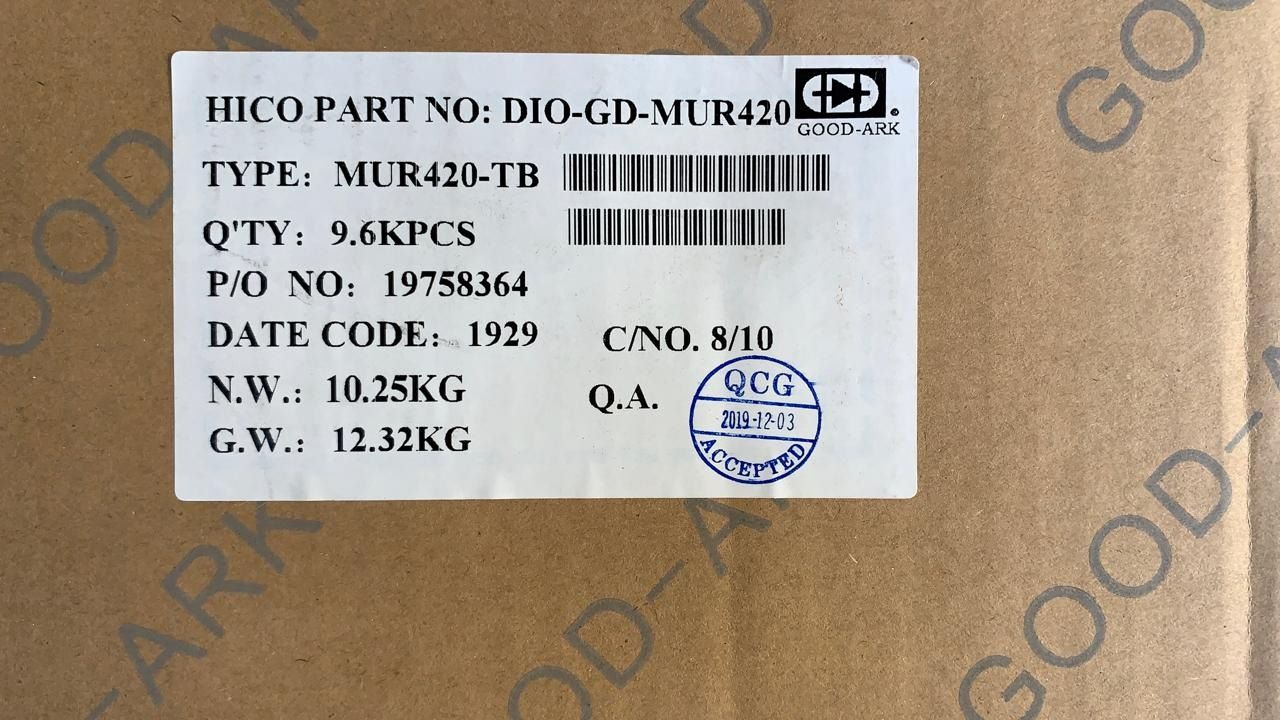 HICO PART NO: DIO-GD-MUR420
GOOD-ARK
TYPE: MUR420-TB
Q'TY: 9.6KPCS
P/O NO: 19758364
DATE CODE: 1929 C/NO. 8/10
N.W.: 10.25KG Q.A.
G.W.: 12.32KG
QCG
2019-12-03
ACCEPTED
GOOD-ARK
GOOD-ARK
GOOD-ARK